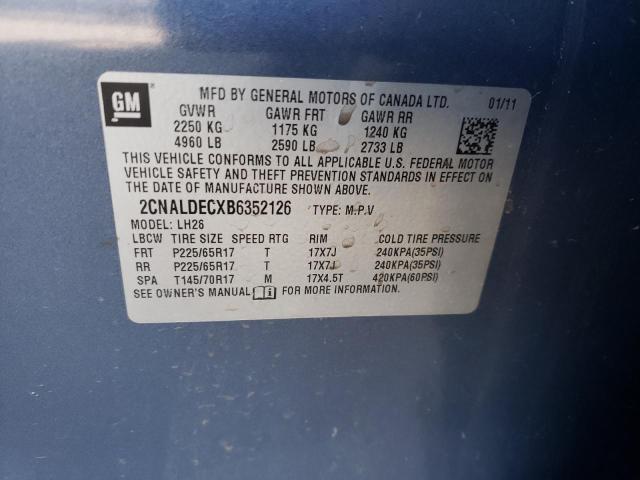 GM
MFD BY GENERAL MOTORS OF CANADA LTD. 01/11
GVWR GAWR FRT GAWR RR
2250 KG 1175 KG 1240 KG
4960 LB 2590 LB 2733 LB
THIS VEHICLE CONFORMS TO ALL APPLICABLE U.S. FEDERAL MOTOR
VEHICLE SAFETY AND THEFT PREVENTION STANDARDS IN EFFECT ON THE
DATE OF MANUFACTURE SHOWN ABOVE.
2CNALDECXB6352126 TYPE: M.P.V
MODEL: LH26
LBCW TIRE SIZE SPEED RTG RIM COLD TIRE PRESSURE
FRT P225/65R17 T 17X7J 240KPA(35PSI)
RR P225/65R17 T 17X7J 240KPA(35PSI)
SPA T145/70R17 M 17X4.5T 420KPA(60PSI)
SEE OWNER'S MANUAL FOR MORE INFORMATION.